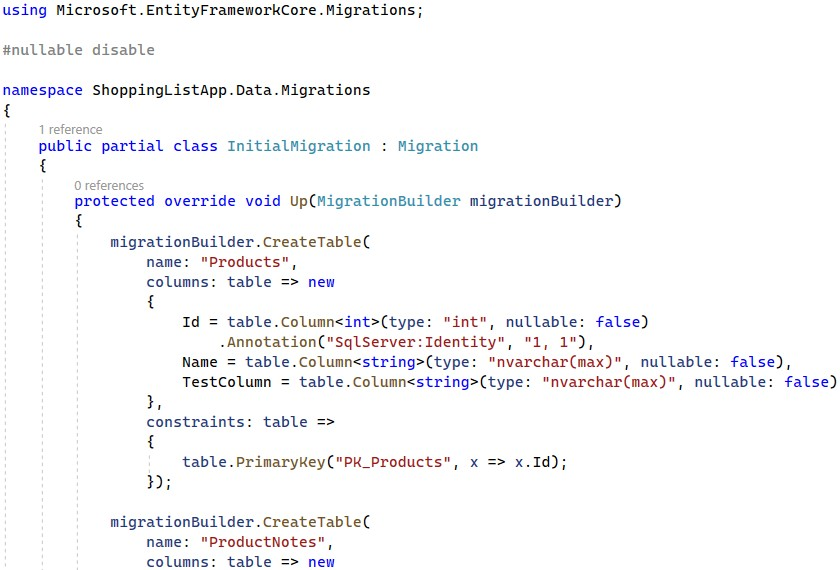 using Microsoft.EntityFrameworkCore.Migrations;
#nullable disable
namespace ShoppingListApp.Data.Migrations
{
1 reference
public partial class InitialMigration : Migration
{
0 references
protected override void Up(MigrationBuilder migrationBuilder)
{
migrationBuilder.CreateTable(
name: "Products",
columns: table => new
{
Id = table.Column<int>(type: "int", nullable: false)
.Annotation("SqlServer:Identity", "1, 1"),
Name = table.Column<string>(type: "nvarchar(max)", nullable: false),
TestColumn = table.Column<string>(type: "nvarchar(max)", nullable: false)
},
constraints: table =>
{
table.PrimaryKey("PK_Products", x => x.Id);
});
migrationBuilder.CreateTable(
name: "ProductNotes",
columns: table => new